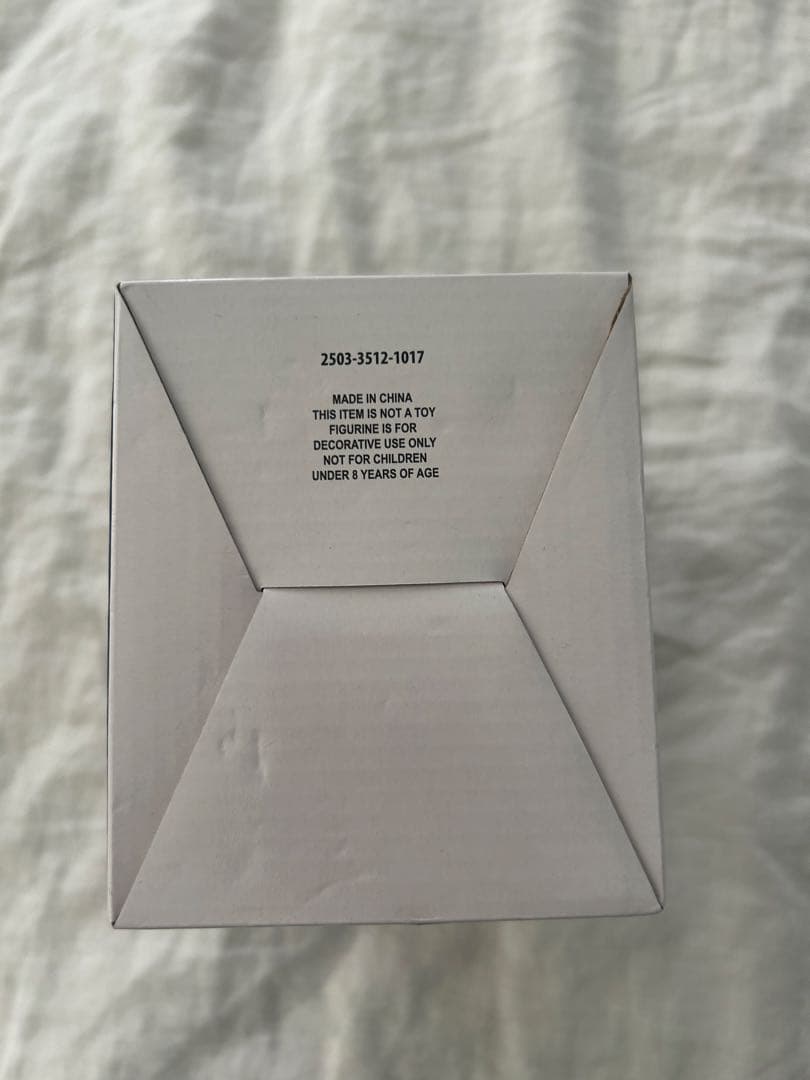 2503-3512-1017
MADE IN CHINA
THIS ITEM IS NOT A TOY
FIGURINE IS FOR
DECORATIVE USE ONLY
NOT FOR CHILDREN
UNDER 8 YEARS OF AGE